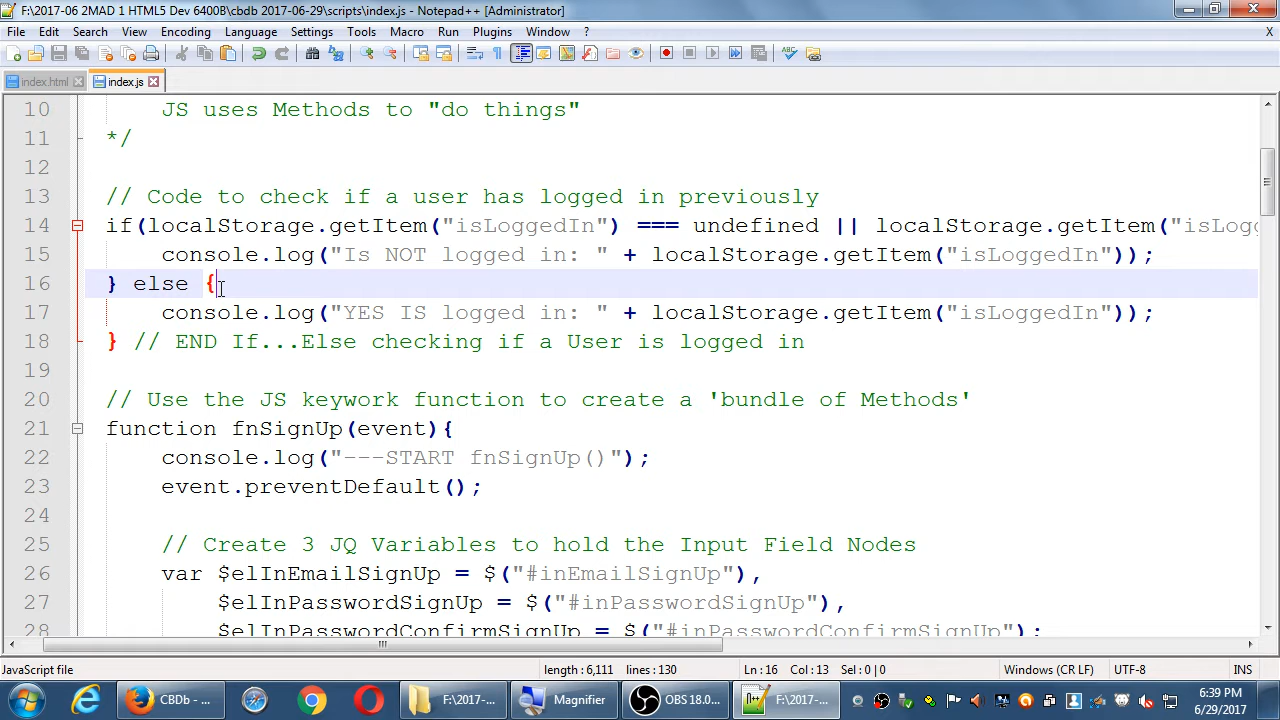 F:\2017-06 2MAD 1 HTML5 Dev 6400B\cbdb 2017-06-29\scripts\index.js - Notepad++ [Administrator]
File Edit Search View Encoding Language Settings Tools Macro Run Plugins Window ? X
index.html index.js
10 JS uses Methods to "do things"
11 */
12
13 // Code to check if a user has logged in previously
14 if(localStorage.getItem("isLoggedIn") === undefined || localStorage.getItem("isLogg
15 console.log("Is NOT logged in: " + localStorage.getItem("isLoggedIn"));
16 } else {
17 console.log("YES IS logged in: " + localStorage.getItem("isLoggedIn"));
18 } // END If...Else checking if a User is logged in
19
20 // Use the JS keywork function to create a 'bundle of Methods'
21 function fnSignUp(event){
22 console.log("---START fnSignUp()");
23 event.preventDefault();
24
25 // Create 3 JQ Variables to hold the Input Field Nodes
26 var $elInEmailSignUp = $("#inEmailSignUp"),
27 $elInPasswordSignUp = $("#inPasswordSignUp"),
28 $elInPasswordConfirmSignUp = $("#inPasswordConfirmSignUp");
JavaScript file length : 6,111 lines : 130 Ln : 16 Col : 13 Sel : 0 | 0 Windows (CR LF) UTF-8 INS
CBDb - ... F:\2017-... Magnifier OBS 18.0.... F:\2017-... 6:39 PM
6/29/2017